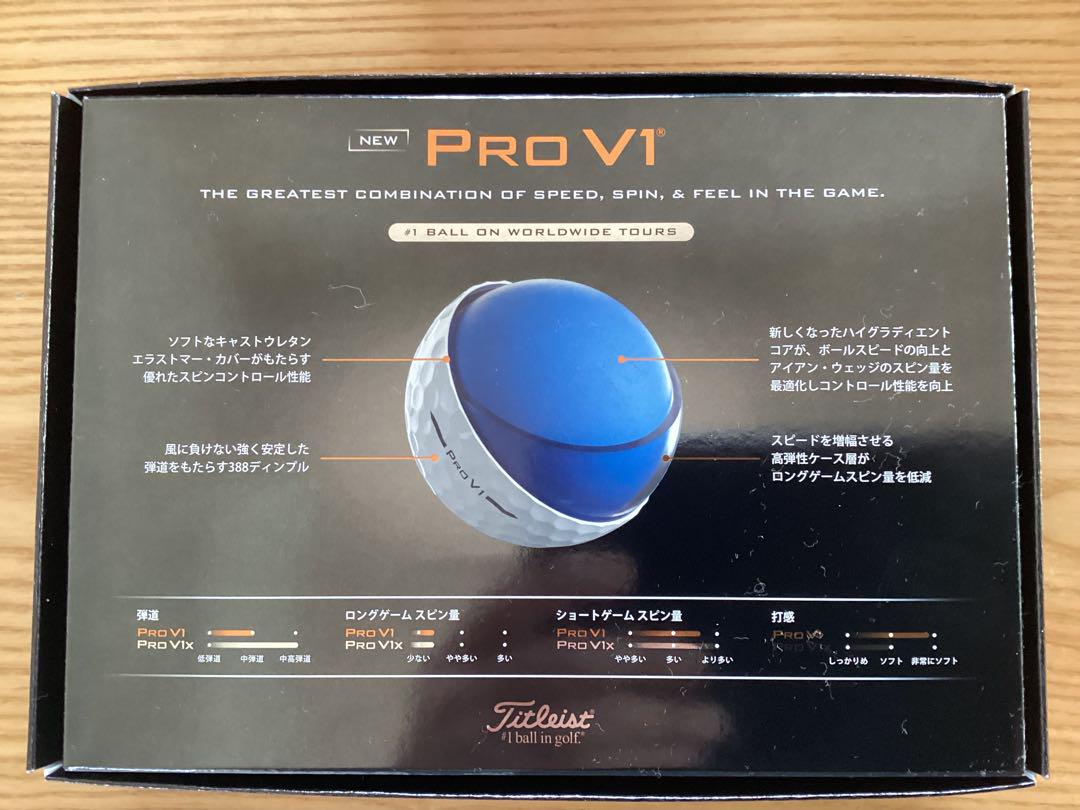 NEW PRO V1®
THE GREATEST COMBINATION OF SPEED, SPIN, & FEEL IN THE GAME.
#1 BALL ON WORLDWIDE TOURS
ソフトなキャストウレタン
エラストマー・カバーがもたらす
優れたスピンコントロール性能
新しくなったハイグラディエント
コアが、ボールスピードの向上と
アイアン・ウェッジのスピン量を
最適化しコントロール性能を向上
風に負けない強く安定した
弾道をもたらす388ディンプル
スピードを増幅させる
高弾性ケース層が
ロングゲームスピン量を低減
PRO V1
弾道
PRO V1
PRO V1x
低弾道 中弾道 中高弾道
ロングゲーム スピン量
PRO V1
PRO V1x
少ない やや多い 多い
ショートゲーム スピン量
PRO V1
PRO V1x
やや多い 多い より多い
打感
PRO V1
PRO V1x
しっかりめ ソフト 非常にソフト
Titleist®
#1 ball in golf.®